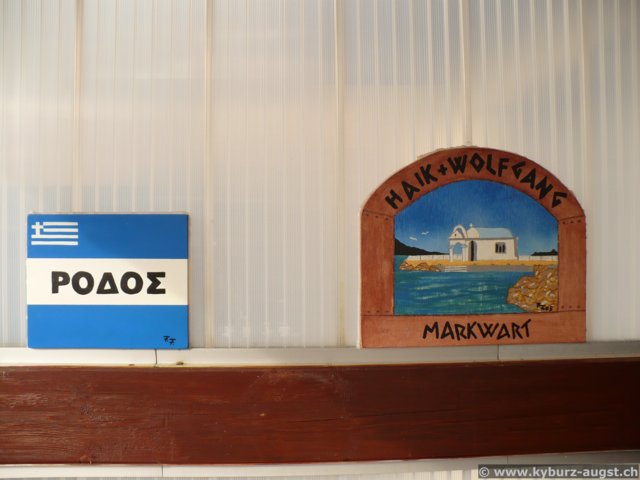 ΡΟΔΟΣ
HAIK + WOLFGANG
MARKWART
© www.kyburz-augst.ch